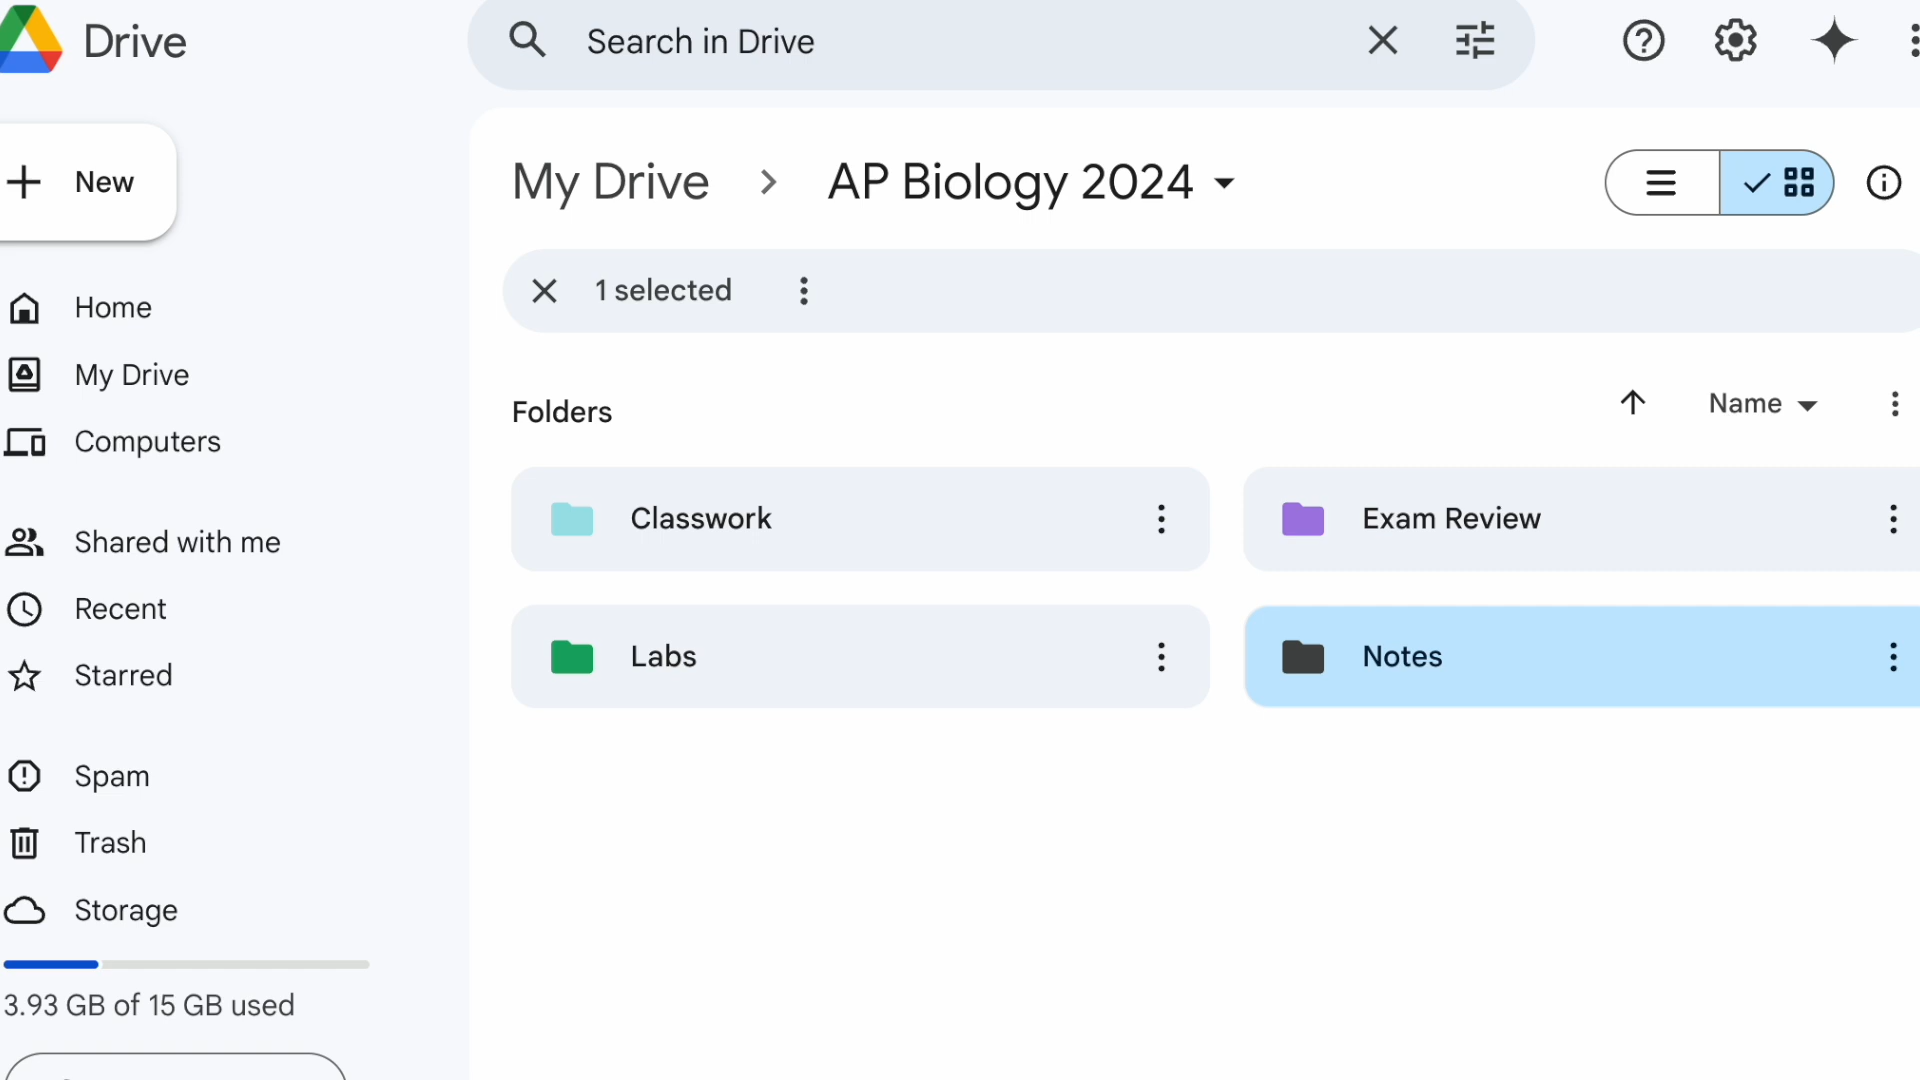 Drive
Search in Drive
New
My Drive
AP Biology 2024
1 selected
Home
My Drive
Computers
Shared with me
Recent
Starred
Spam
Trash
Storage
3.93 GB of 15 GB used
Folders
Name
Classwork
Exam Review
Labs
Notes